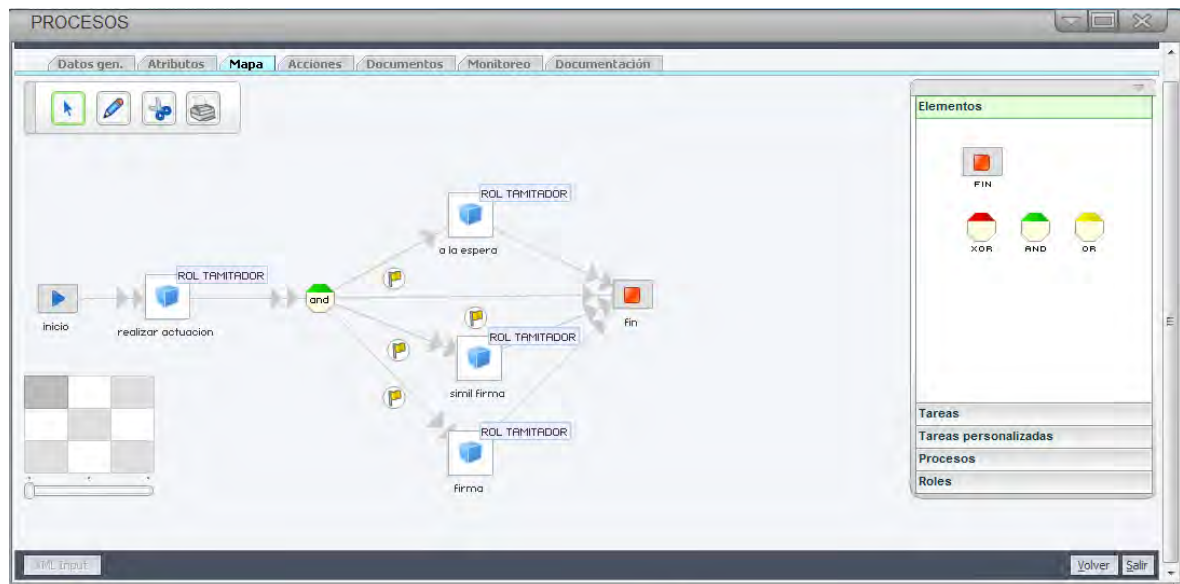 PROCESOS
Datos gen. Atributos Mapa Acciones Documentos Monitoreo Documentación
Elementos
FIN
XOR AND OR
ROL TAMITADOR
a la espera
ROL TAMITADOR
and
inicio
realizar actuacion
fin
ROL TAMITADOR
simil firma
ROL TAMITADOR
firma
Tareas
Tareas personalizadas
Procesos
Roles
XML Input
Volver Salir